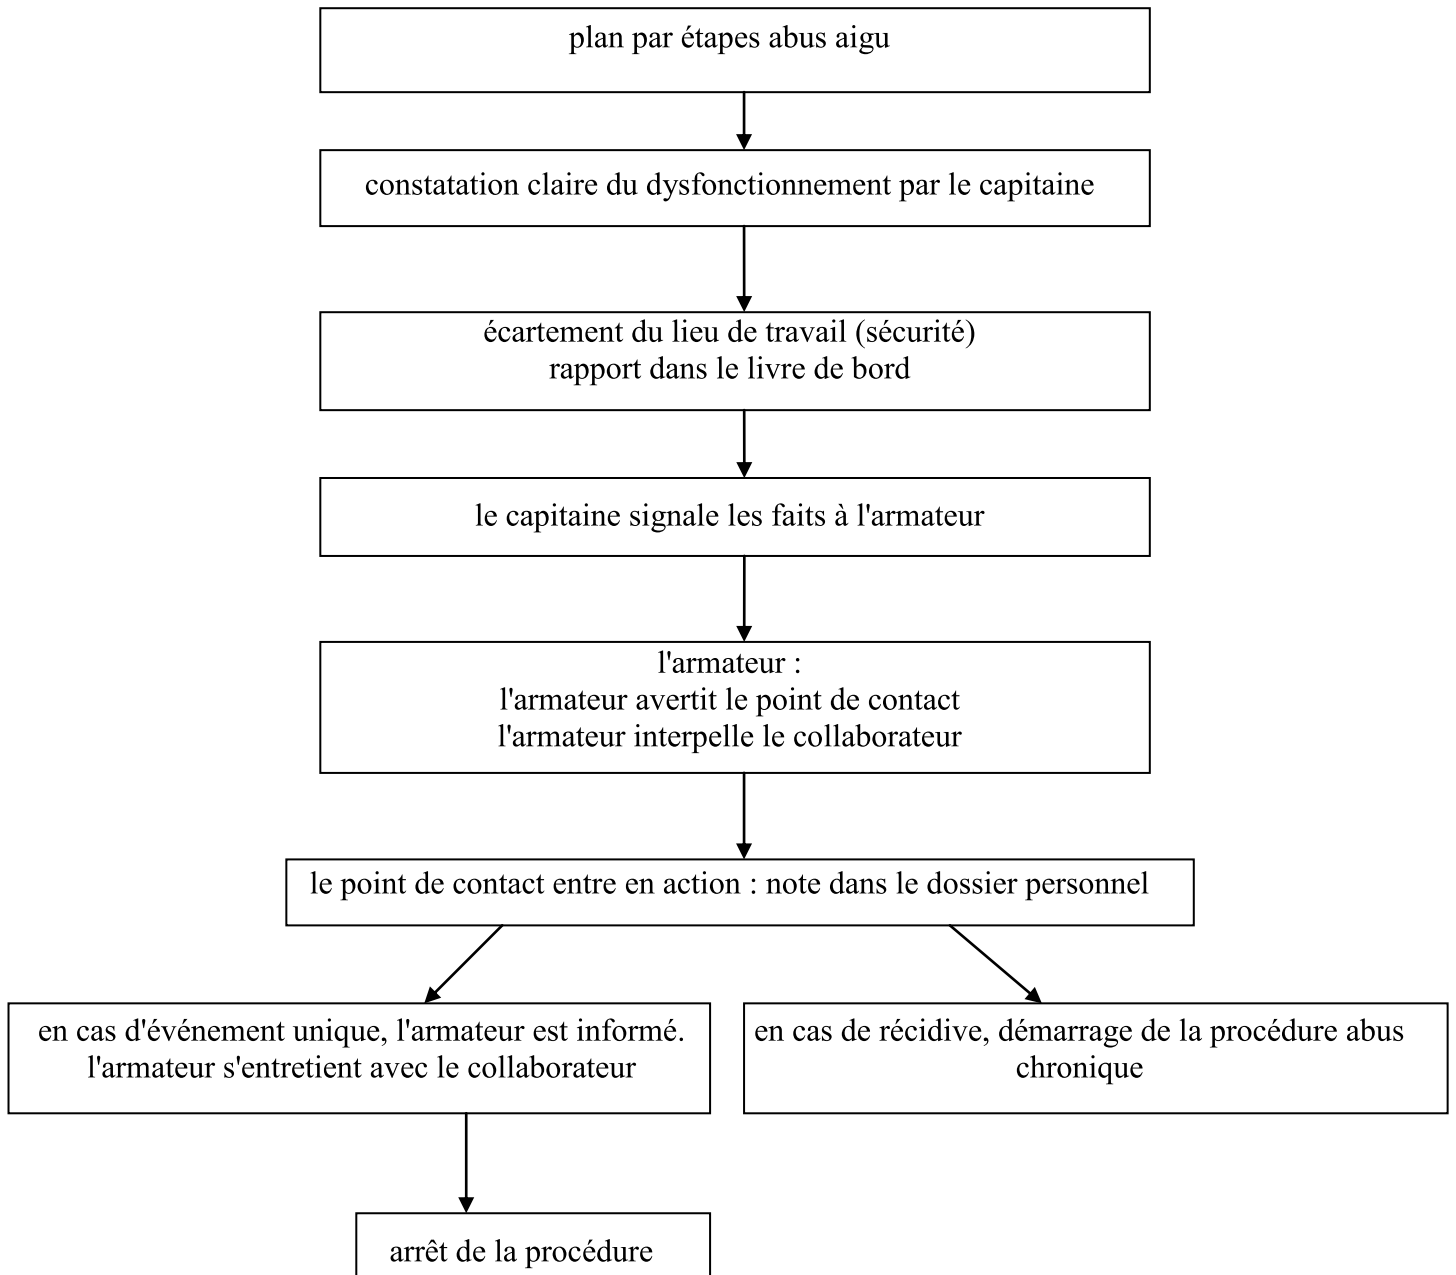 plan par étapes abus aigu
constatation claire du dysfonctionnement par le capitaine
écartement du lieu de travail (sécurité)
rapport dans le livre de bord
le capitaine signale les faits à l'armateur
l'armateur :
l'armateur avertit le point de contact
l'armateur interpelle le collaborateur
le point de contact entre en action : note dans le dossier personnel
en cas d'événement unique, l'armateur est informé.
l'armateur s'entretient avec le collaborateur
en cas de récidive, démarrage de la procédure abus
chronique
arrêt de la procédure